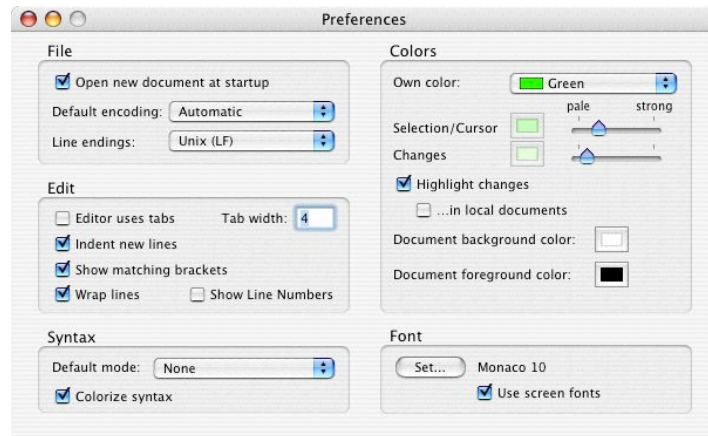 Preferences
File
Open new document at startup
Default encoding: Automatic
Line endings: Unix (LF)
Edit
Editor uses tabs Tab width: 4
Indent new lines
Show matching brackets
Wrap lines Show Line Numbers
Syntax
Default mode: None
Colorize syntax
Colors
Own color: Green
pale strong
Selection/Cursor
Changes
Highlight changes
...in local documents
Document background color:
Document foreground color:
Font
Set... Monaco 10
Use screen fonts